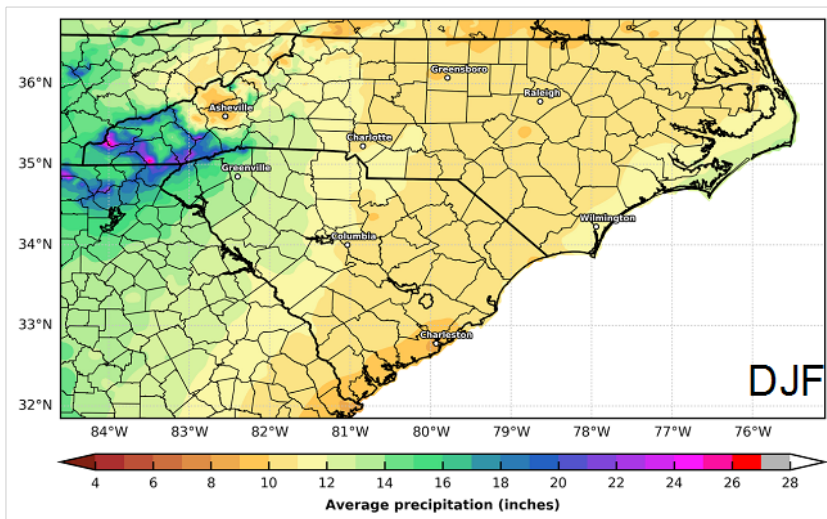 36°N
35°N
34°N
33°N
32°N
Greensboro
Raleigh
Asheville
Charlotte
Greenville
Wilmington
Columbia
Charleston
DJF
84°W 83°W 82°W 81°W 80°W 79°W 78°W 77°W 76°W
4 6 8 10 12 14 16 18 20 22 24 26 28
Average precipitation (inches)